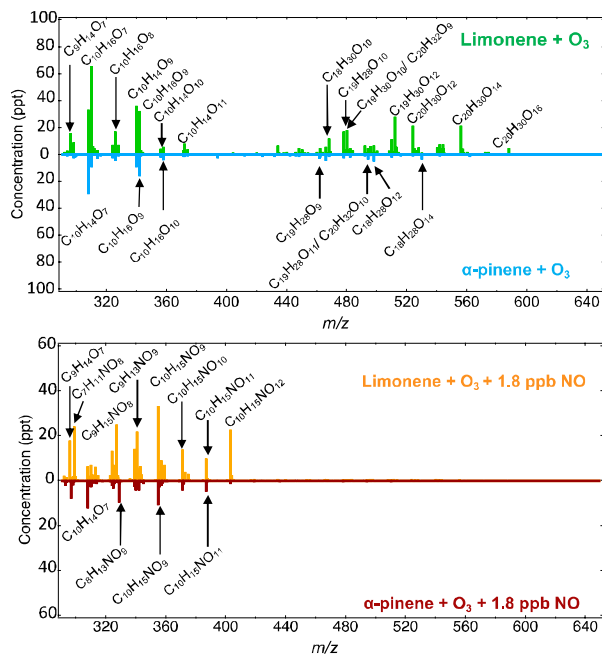 Limonene + O₃
C₉H₁₄O₇
C₁₀H₁₆O₇
C₁₀H₁₆O₈
C₁₀H₁₄O₉
C₁₀H₁₆O₉
C₁₀H₁₄O₁₀
C₁₀H₁₄O₁₁
C₁₈H₃₀O₁₀
C₁₉H₂₈O₁₀
C₁₉H₃₀O₁₀/ C₂₀H₃₂O₉
C₁₉H₃₀O₁₂
C₂₀H₃₀O₁₂
C₂₀H₃₀O₁₄
C₂₀H₃₀O₁₆
Concentration (ppt)
100
80
60
40
20
0
20
40
60
80
100
C₁₀H₁₄O₇
C₁₀H₁₆O₉
C₁₀H₁₆O₁₀
C₁₉H₂₈O₉
C₁₉H₂₈O₁₁/ C₂₀H₃₂O₁₀
C₁₈H₂₈O₁₂
C₁₈H₂₈O₁₄
α-pinene + O₃
320 360 400 440 480 520 560 600 640
m/z
Limonene + O₃ + 1.8 ppb NO
C₉H₁₄O₇
C₇H₁₁NO₈
C₉H₁₅NO₈
C₉H₁₃NO₉
C₁₀H₁₅NO₉
C₁₀H₁₅NO₁₀
C₁₀H₁₅NO₁₁
C₁₀H₁₅NO₁₂
Concentration (ppt)
60
40
20
0
20
40
60
C₁₀H₁₄O₇
C₈H₁₃NO₉
C₁₀H₁₅NO₉
C₁₀H₁₅NO₁₁
α-pinene + O₃ + 1.8 ppb NO
320 360 400 440 480 520 560 600 640
m/z